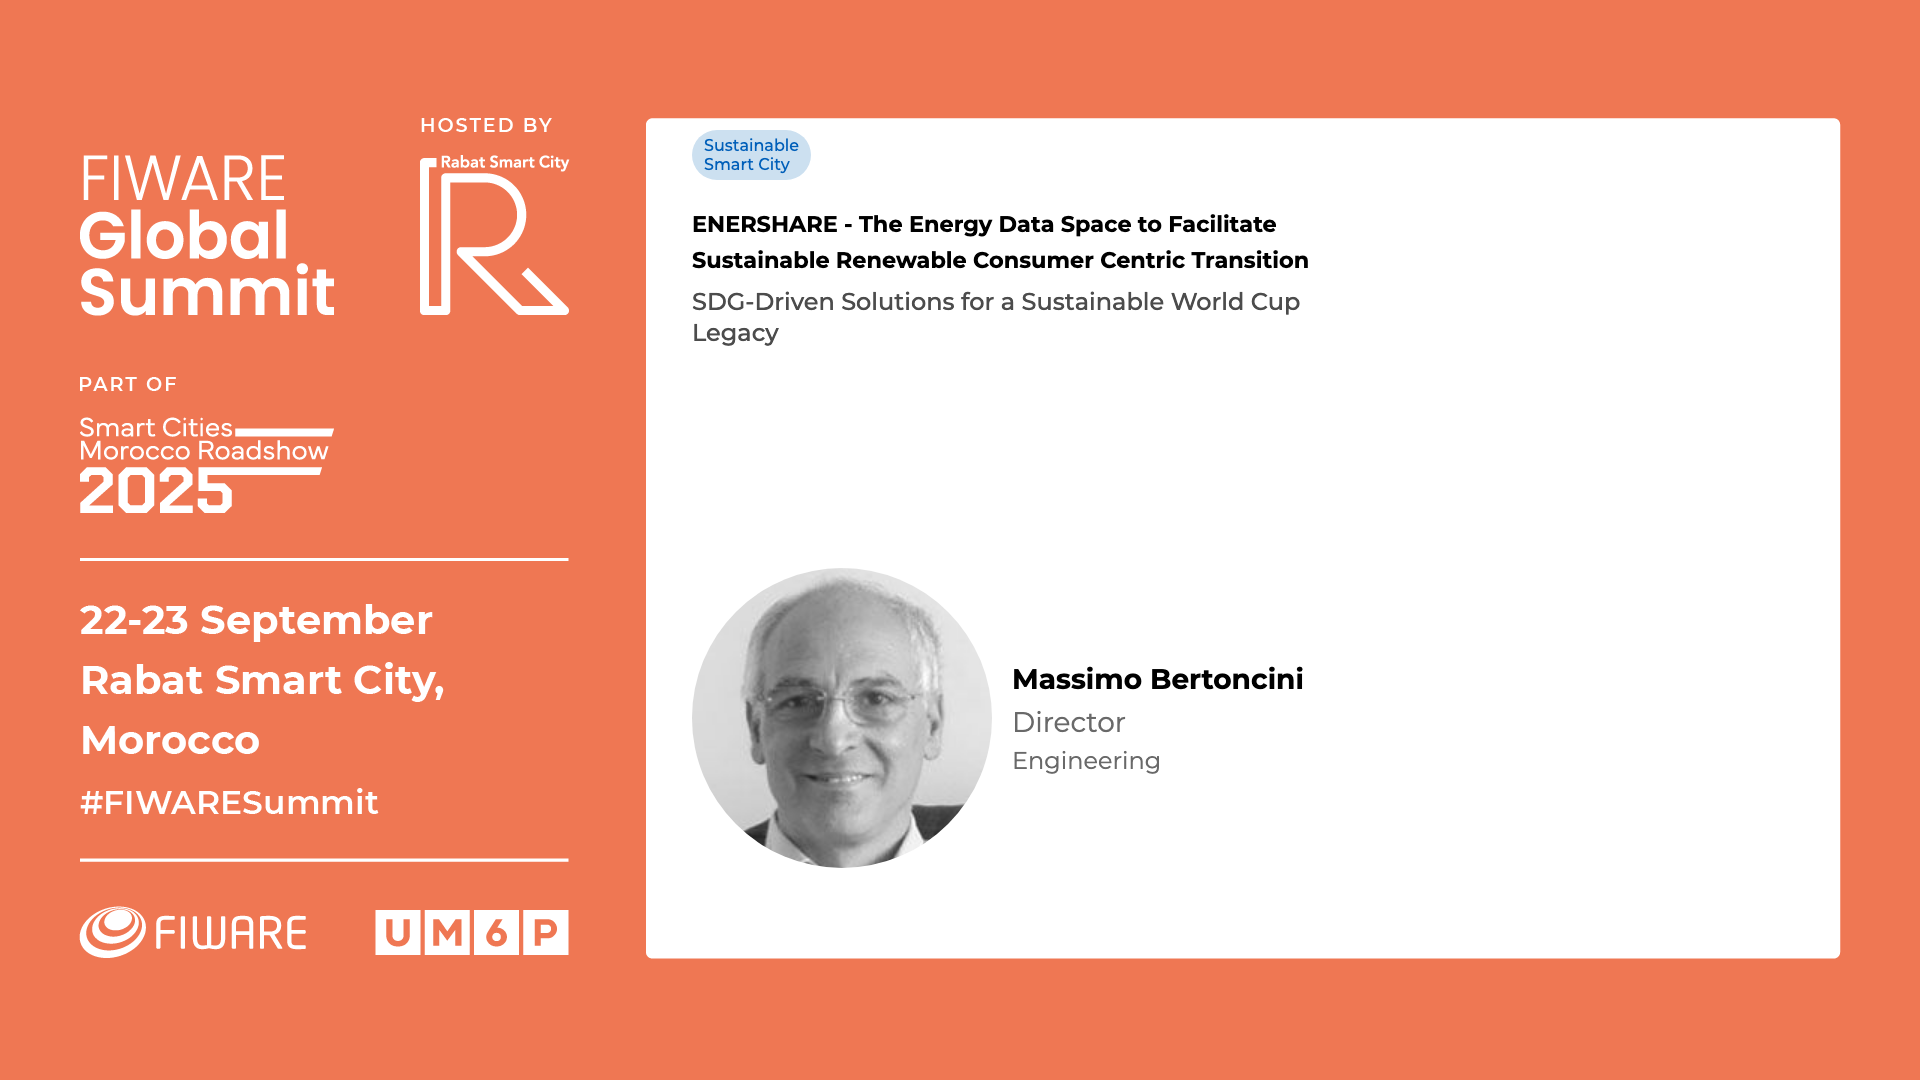 FIWARE
Global
Summit
HOSTED BY
Rabat Smart City
R
PART OF
Smart Cities
Morocco Roadshow
2025
22-23 September
Rabat Smart City,
Morocco
#FIWARESummit
FIWARE
UM6P
Sustainable
Smart City
ENERSHARE - The Energy Data Space to Facilitate
Sustainable Renewable Consumer Centric Transition
SDG-Driven Solutions for a Sustainable World Cup
Legacy
Massimo Bertoncini
Director
Engineering